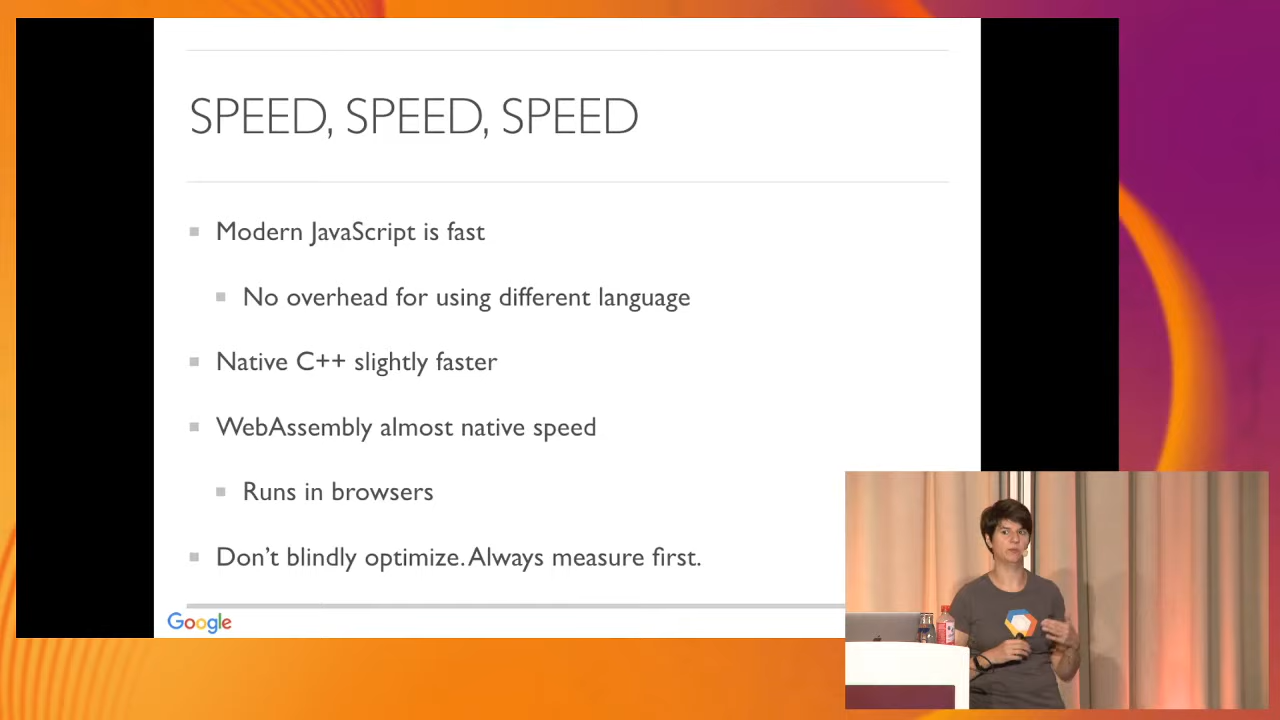 SPEED, SPEED, SPEED
Modern JavaScript is fast
No overhead for using different language
Native C++ slightly faster
WebAssembly almost native speed
Runs in browsers
Don't blindly optimize. Always measure first.
Google